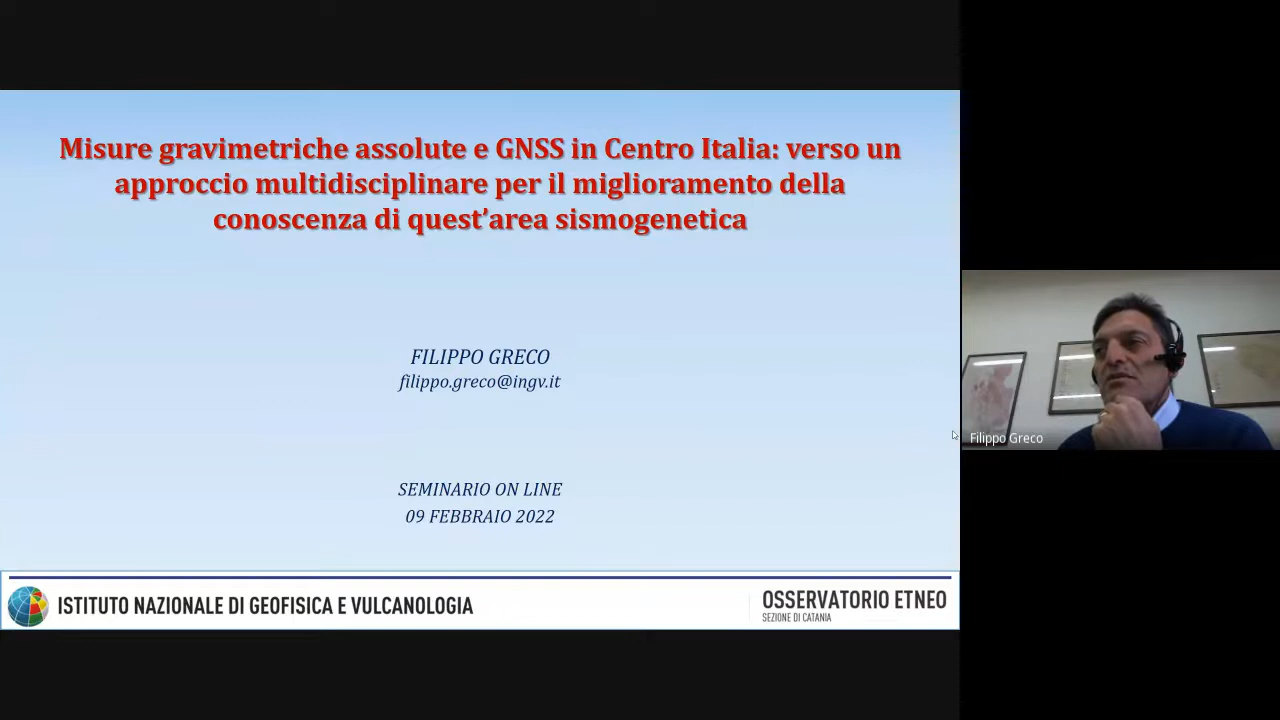 Misure gravimetriche assolute e GNSS in Centro Italia: verso un
approccio multidisciplinare per il miglioramento della
conoscenza di quest'area sismogenetica
FILIPPO GRECO
filippo.greco@ingv.it
SEMINARIO ON LINE
09 FEBBRAIO 2022
ISTITUTO NAZIONALE DI GEOFISICA E VULCANOLOGIA
OSSERVATORIO ETNEO
SEZIONE DI CATANIA
Filippo Greco